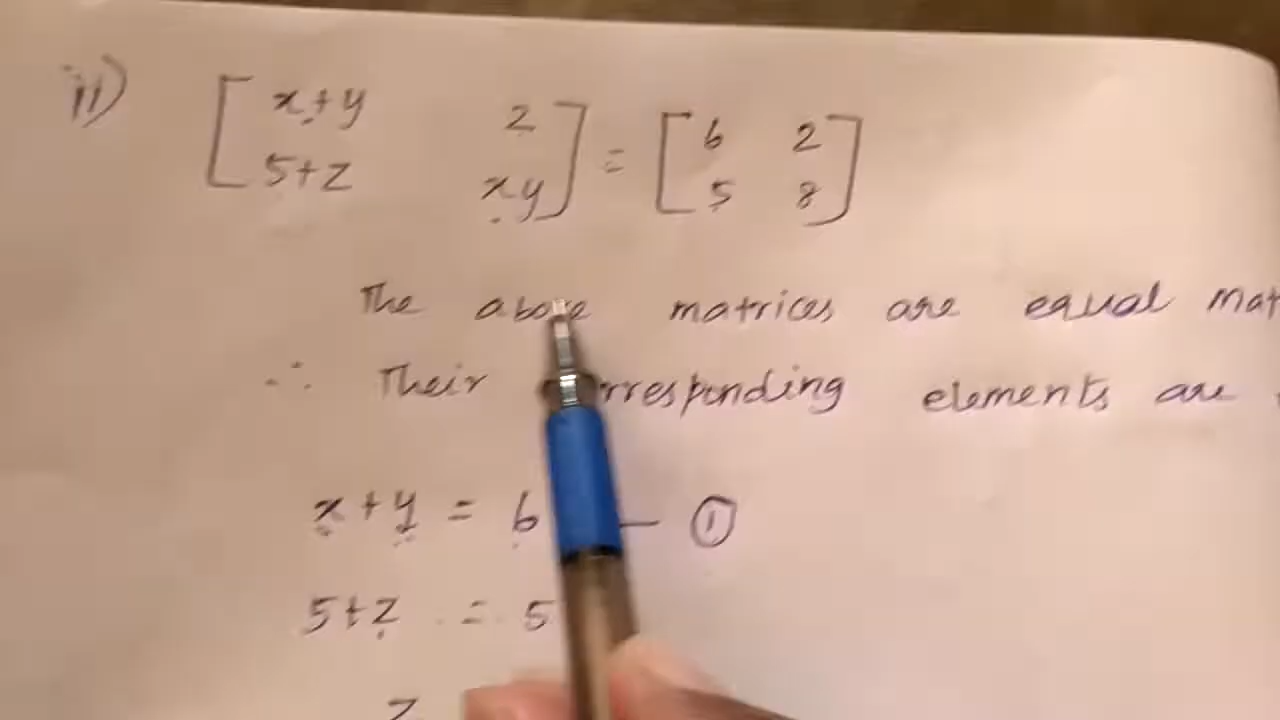 ii) [ x+y 2 ] = [ 6 2 ]
[ 5+z xy ] [ 5 8 ]
The above matrices are equal mat
∴ Their corresponding elements are
x+y = 6 — ①
5+z = 5
z